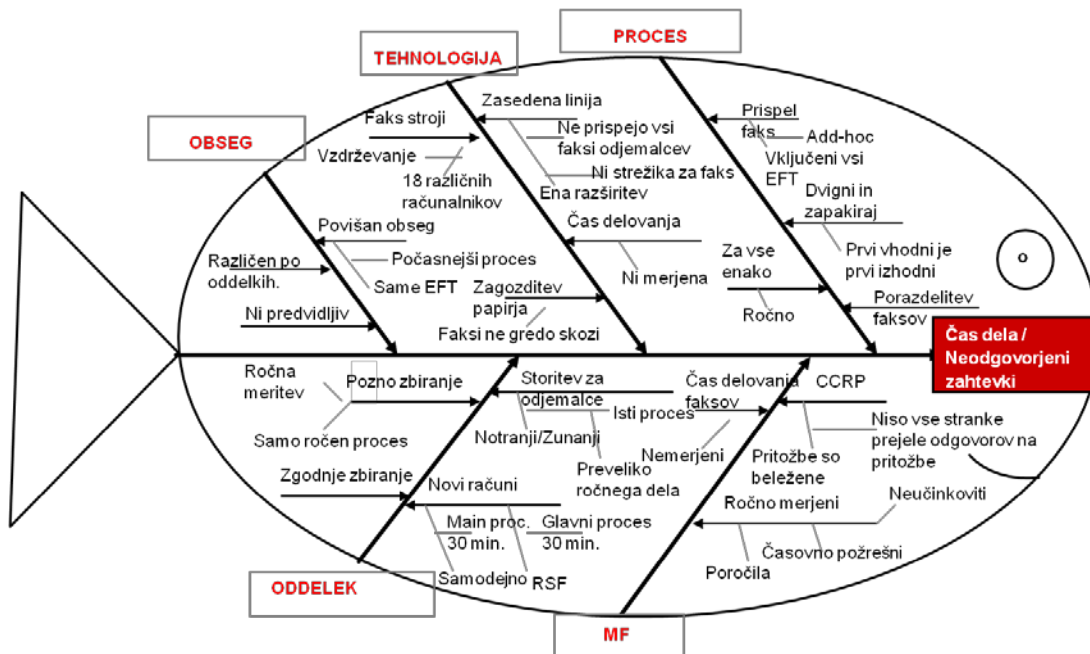 PROCES
TEHNOLOGIJA
OBSEG
Faks stroji
Vzdrževanje
18 različnih
računalnikov
Zasedena linija
Ne prispejo vsi
faksi odjemalcev
Ni strežika za faks
Ena razširitev
Čas delovanja
Ni merjena
Zagozditev
papirja
Faksi ne gredo skozi
Prispel
faks
Add-hoc
Vključeni vsi
EFT
Dvigni in
zapakiraj
Prvi vhodni je
prvi izhodni
Za vse
enako
Ročno
Porazdelitev
faksov
Povišan obseg
Počasnejši proces
Same EFT
Različen po
oddelkih.
Ni predvidljiv
Čas dela /
Neodgovorjeni
zahtevki
Ročna
meritev
Pozno zbiranje
Samo ročen proces
Zgodnje zbiranje
Storitev za
odjemalce
Isti proces
Notranji/Zunanji
Preveliko
ročnega dela
Novi računi
Main proc.
30 min.
Glavni proces
30 min.
Samodejno
RSF
Čas delovanja
faksov
Nemerjeni
CCRP
Niso vse stranke
prejele odgovorov na
pritožbe
Pritožbe so
beležene
Ročno merjeni
Neučinkoviti
Časovno požrešni
Poročila
ODDELEK
MF